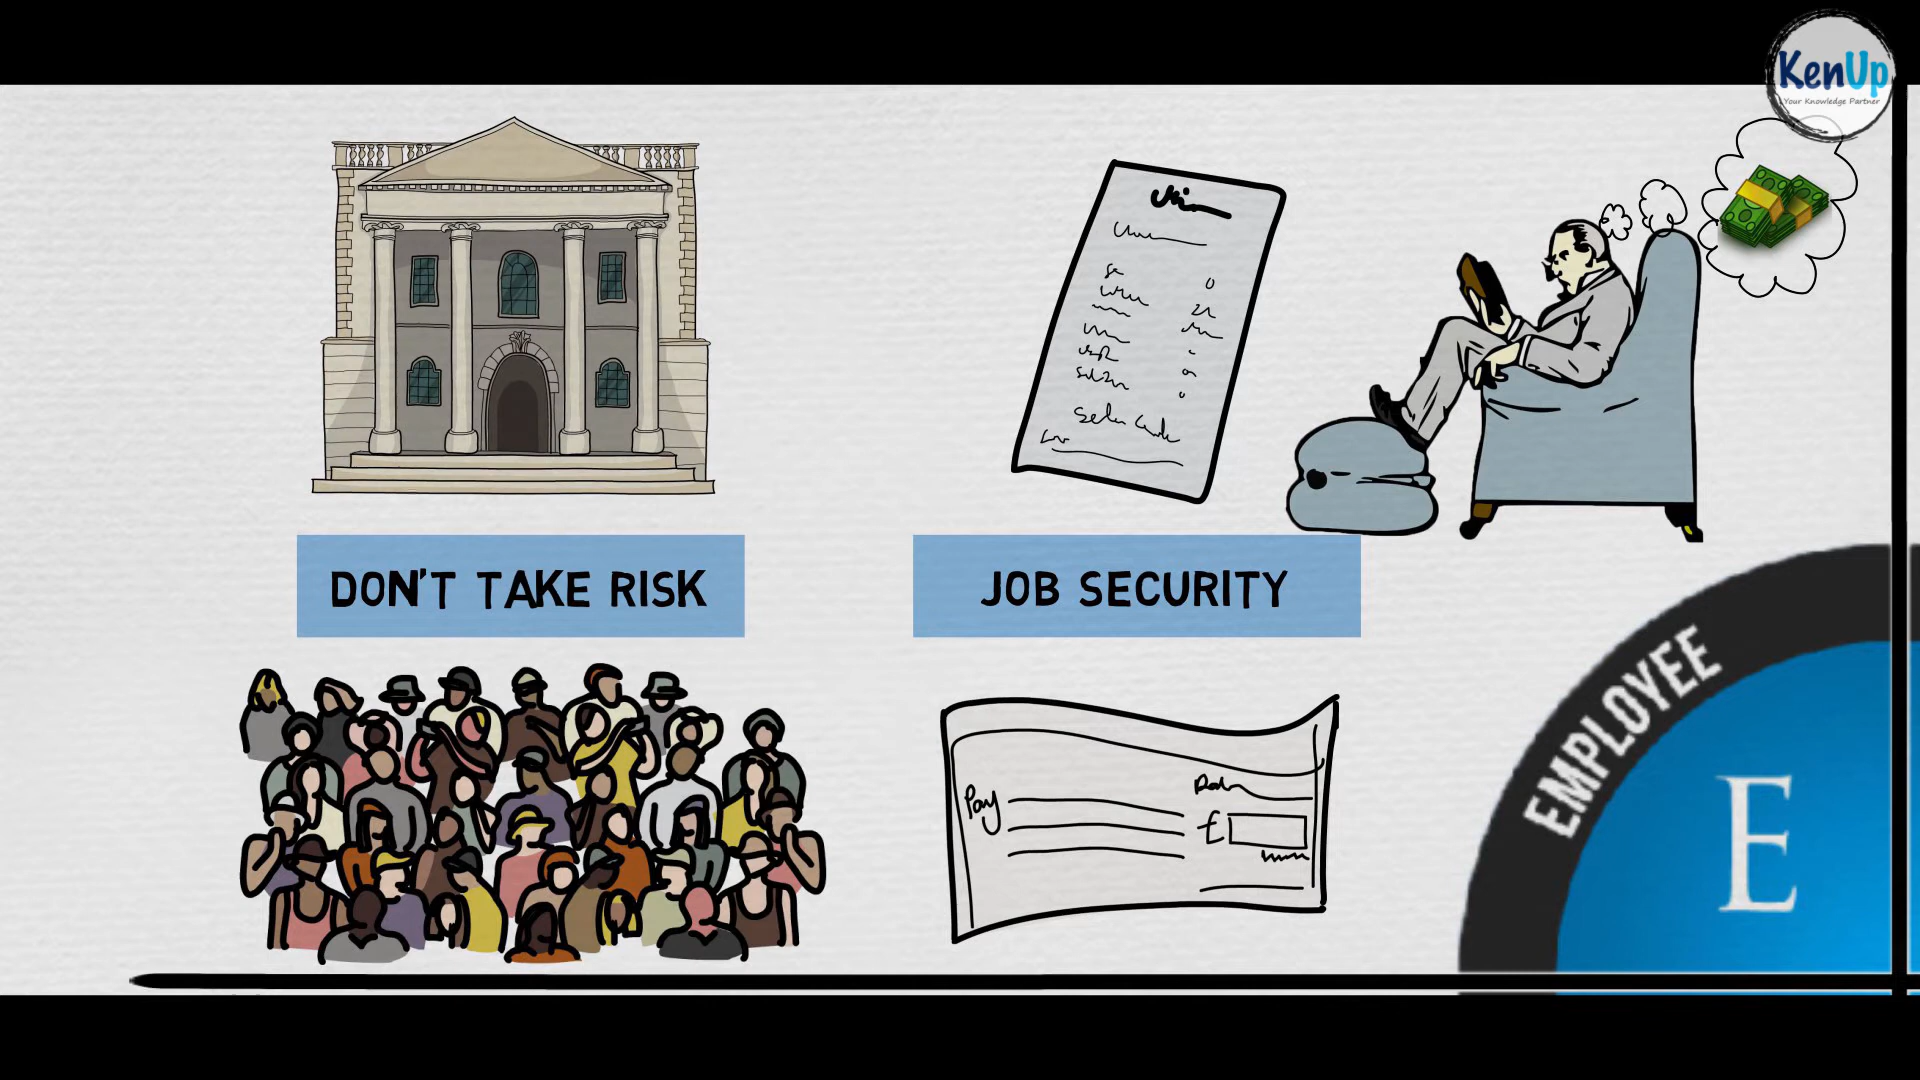 KenUp
Your Knowledge Partner
DON'T TAKE RISK
JOB SECURITY
Pay
£
EMPLOYEE
E